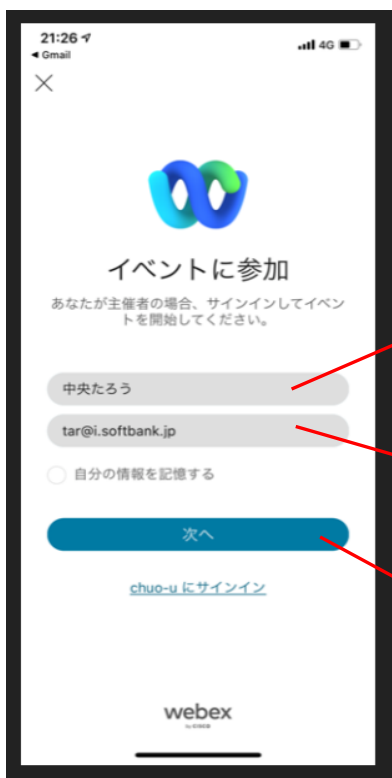 21:26
4G
◀ Gmail
イベントに参加
あなたが主催者の場合、サインインしてイベン
トを開始してください。
中央たろう
tar@i.softbank.jp
自分の情報を記憶する
次へ
chuo-u にサインイン
webex
by CISCO